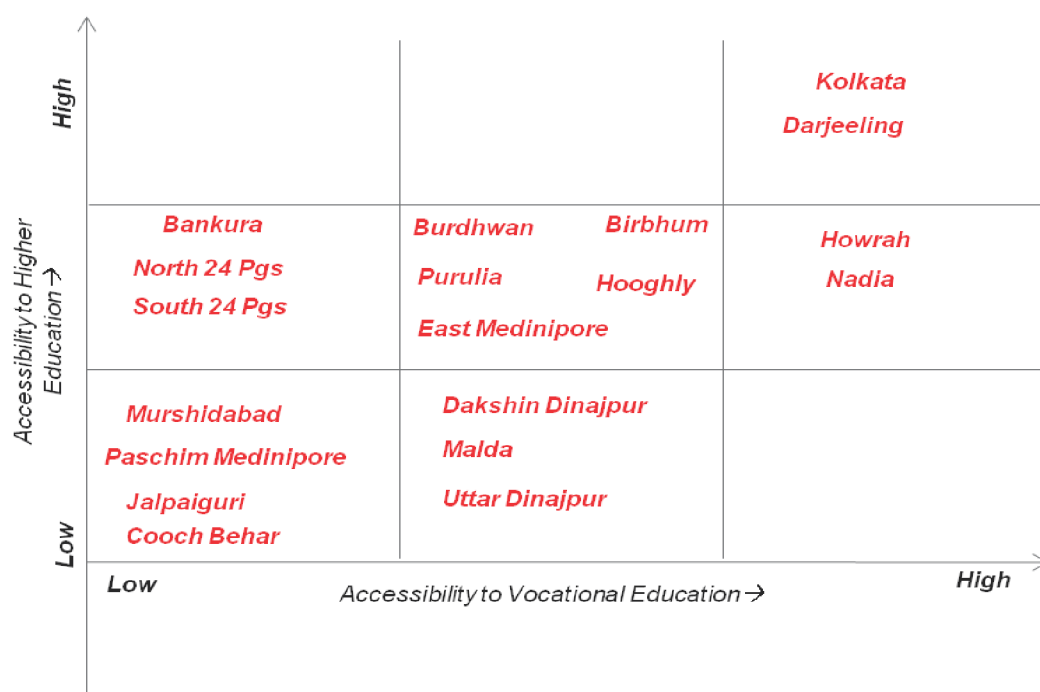 High
Kolkata
Darjeeling
Accessibility to Higher
Education →
Bankura
North 24 Pgs
South 24 Pgs
Burdhwan
Birbhum
Purulia
Hooghly
East Medinipore
Howrah
Nadia
Murshidabad
Paschim Medinipore
Jalpaiguri
Cooch Behar
Dakshin Dinajpur
Malda
Uttar Dinajpur
Low
Low
Accessibility to Vocational Education →
High